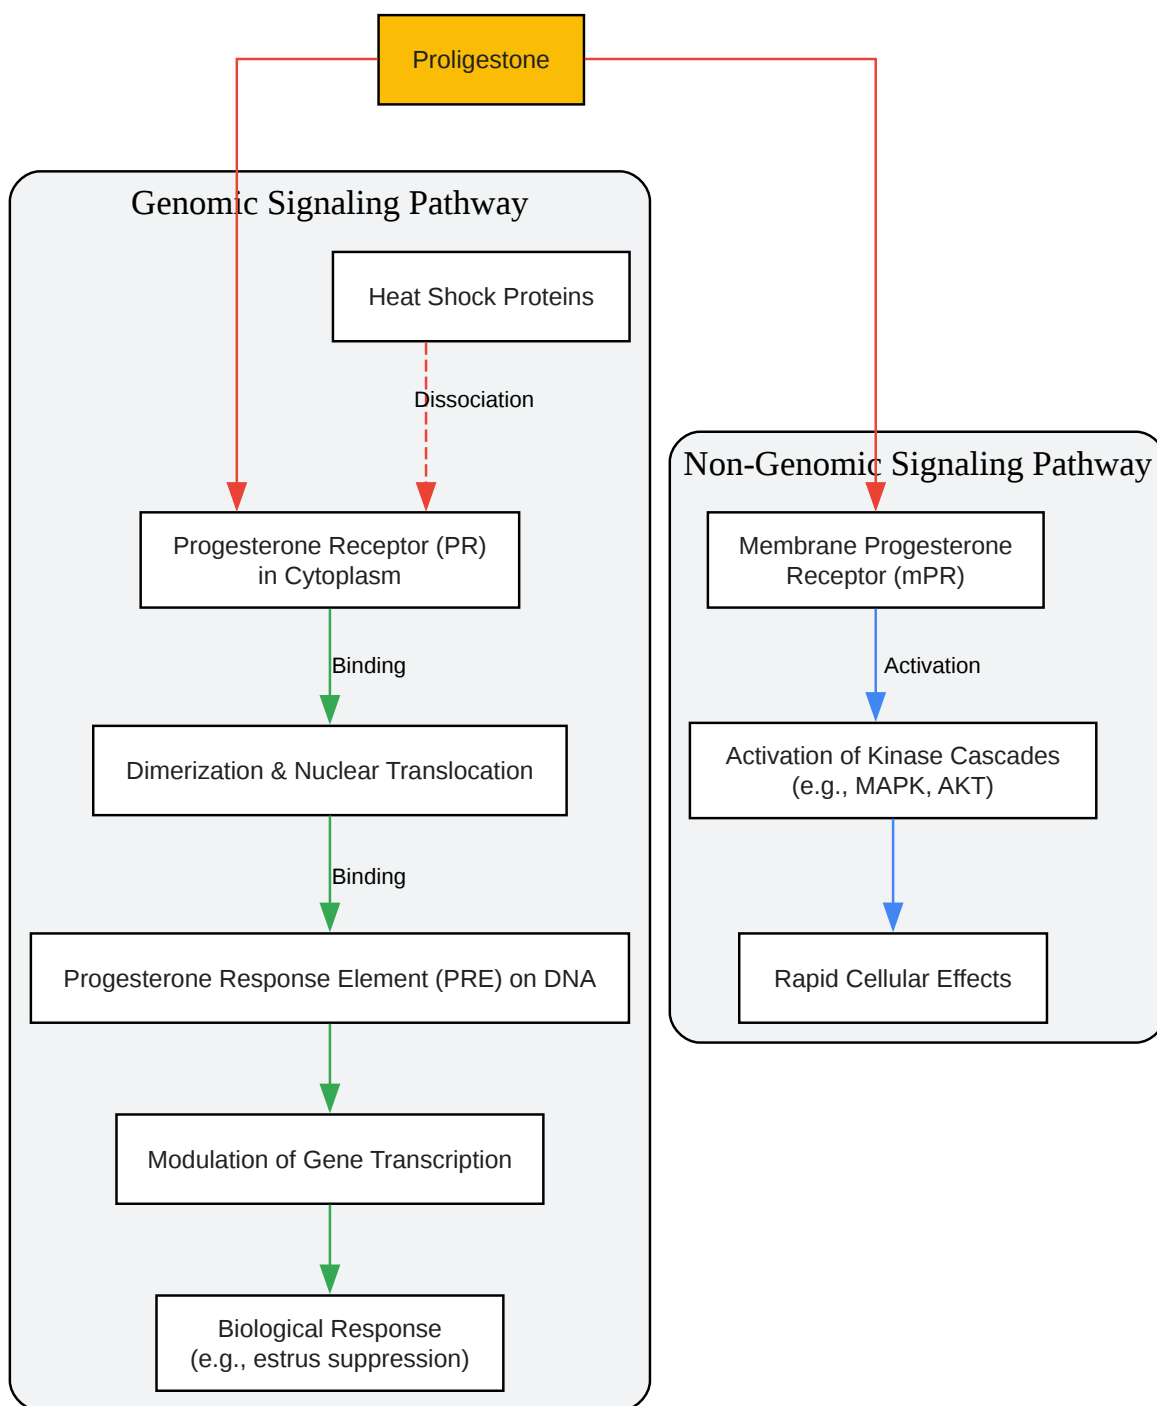 Proligestone
Genomic Signaling Pathway
Heat Shock Proteins
Dissociation
Progesterone Receptor (PR)
in Cytoplasm
Binding
Dimerization & Nuclear Translocation
Binding
Progesterone Response Element (PRE) on DNA
Modulation of Gene Transcription
Biological Response
(e.g., estrus suppression)
Non-Genomic Signaling Pathway
Membrane Progesterone
Receptor (mPR)
Activation
Activation of Kinase Cascades
(e.g., MAPK, AKT)
Rapid Cellular Effects